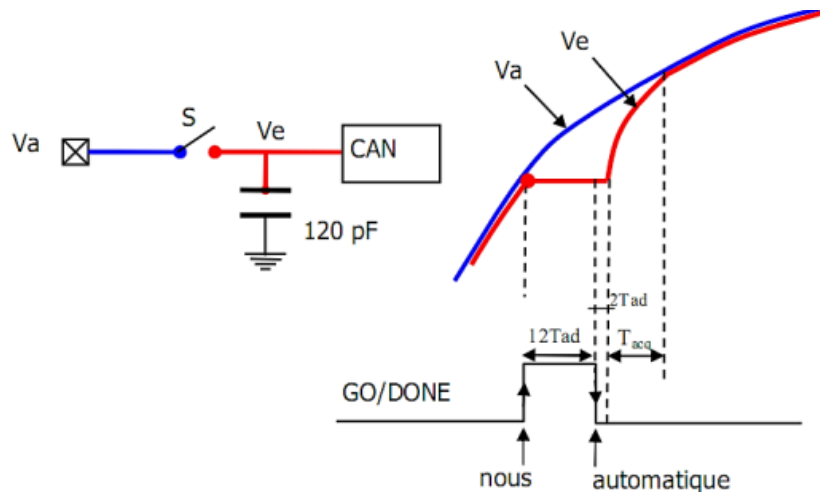 Va
S
Ve
CAN
120 pF
Va
Ve
2Tad
12Tad
Tacq
GO/DONE
nous
automatique